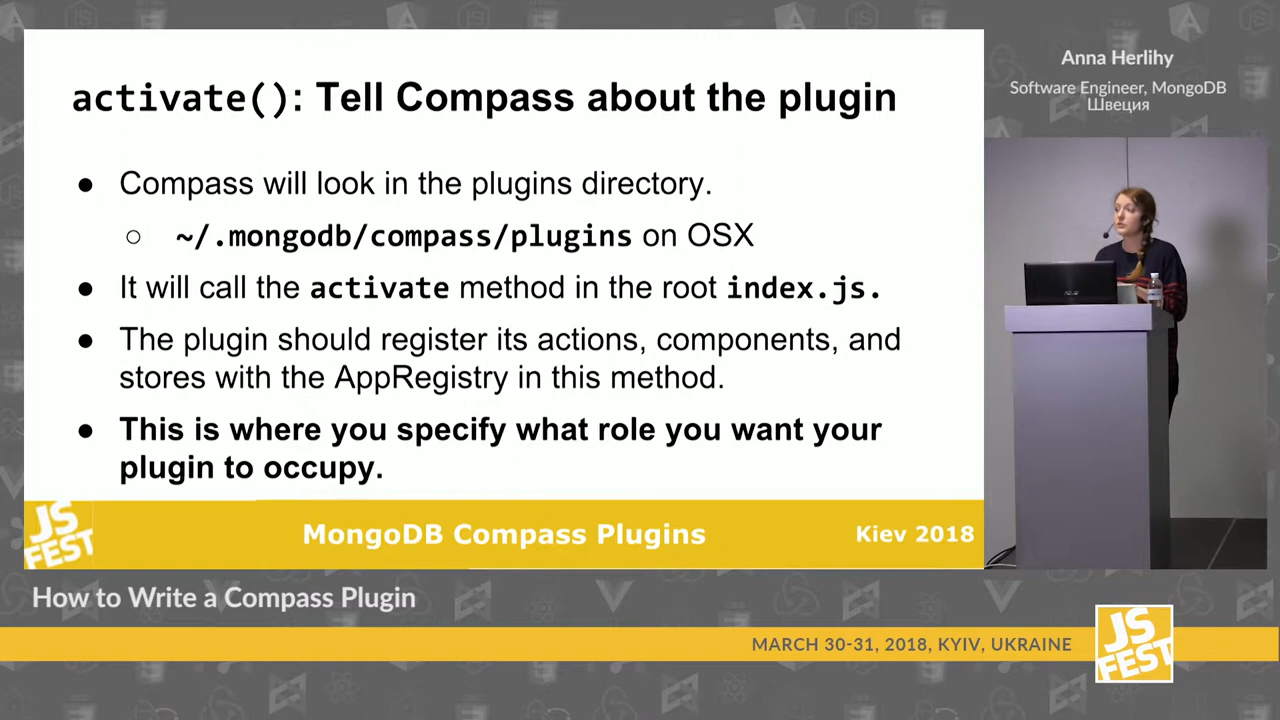 activate(): Tell Compass about the plugin
● Compass will look in the plugins directory.
○ ~/.mongodb/compass/plugins on OSX
● It will call the activate method in the root index.js.
● The plugin should register its actions, components, and
stores with the AppRegistry in this method.
● This is where you specify what role you want your
plugin to occupy.
JS
FEST
MongoDB Compass Plugins
Kiev 2018
Anna Herlihy
Software Engineer, MongoDB
Швеция
How to Write a Compass Plugin
MARCH 30-31, 2018, KYIV, UKRAINE
JS
FEST